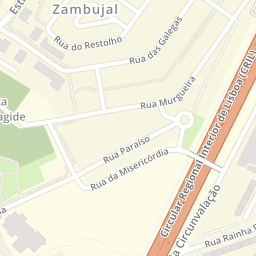 Zambujal
Rua do Restolho
Rua das Galegas
Rua Murgueira
Rua Paraíso
Rua da Misericórdia
Circular Regional Interior de Lisboa (CRIL)
Circunvalação
Rua Rainha D